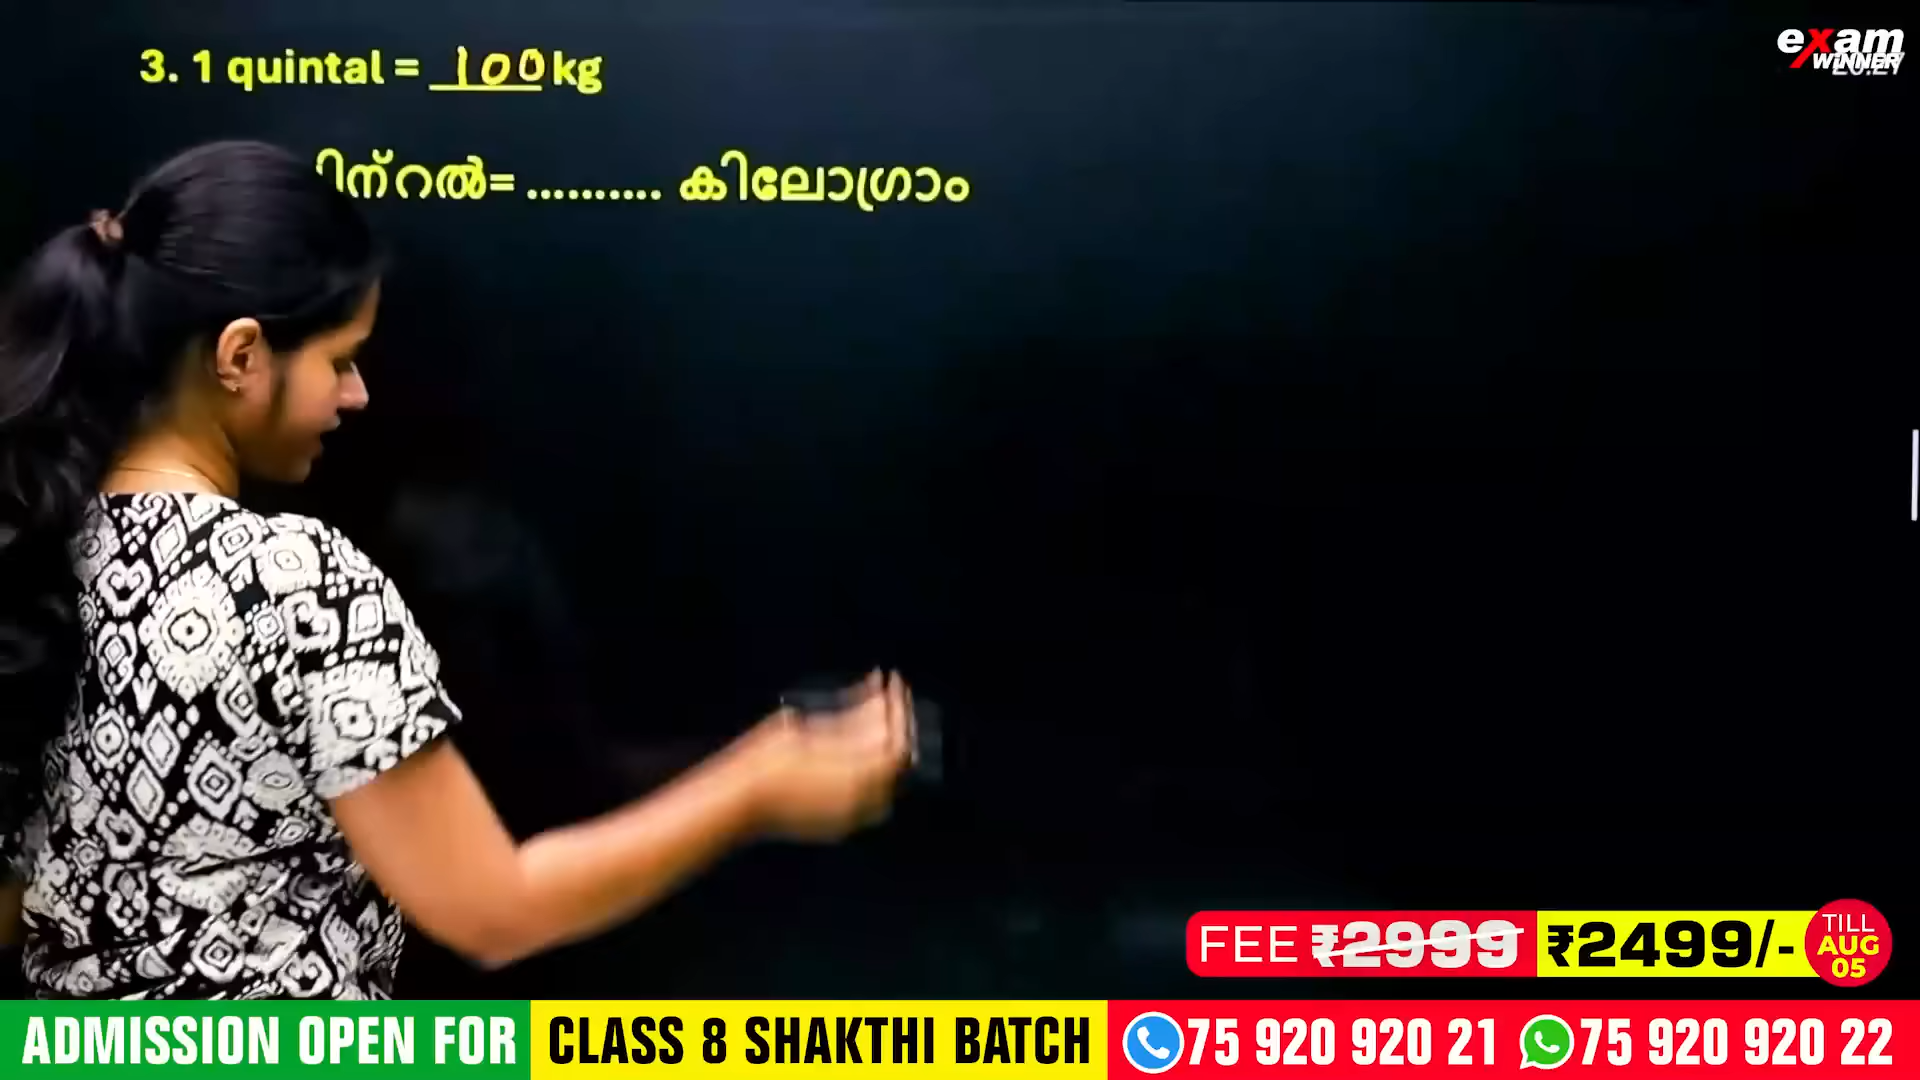 3. 1 quintal = 100 kg
ിന്റൽ= .......... കിലോഗ്രാം
exam
WINNER
FEE ₹2999 ₹2499/-
TILL
AUG
05
ADMISSION OPEN FOR CLASS 8 SHAKTHI BATCH 75 920 920 21 75 920 920 22